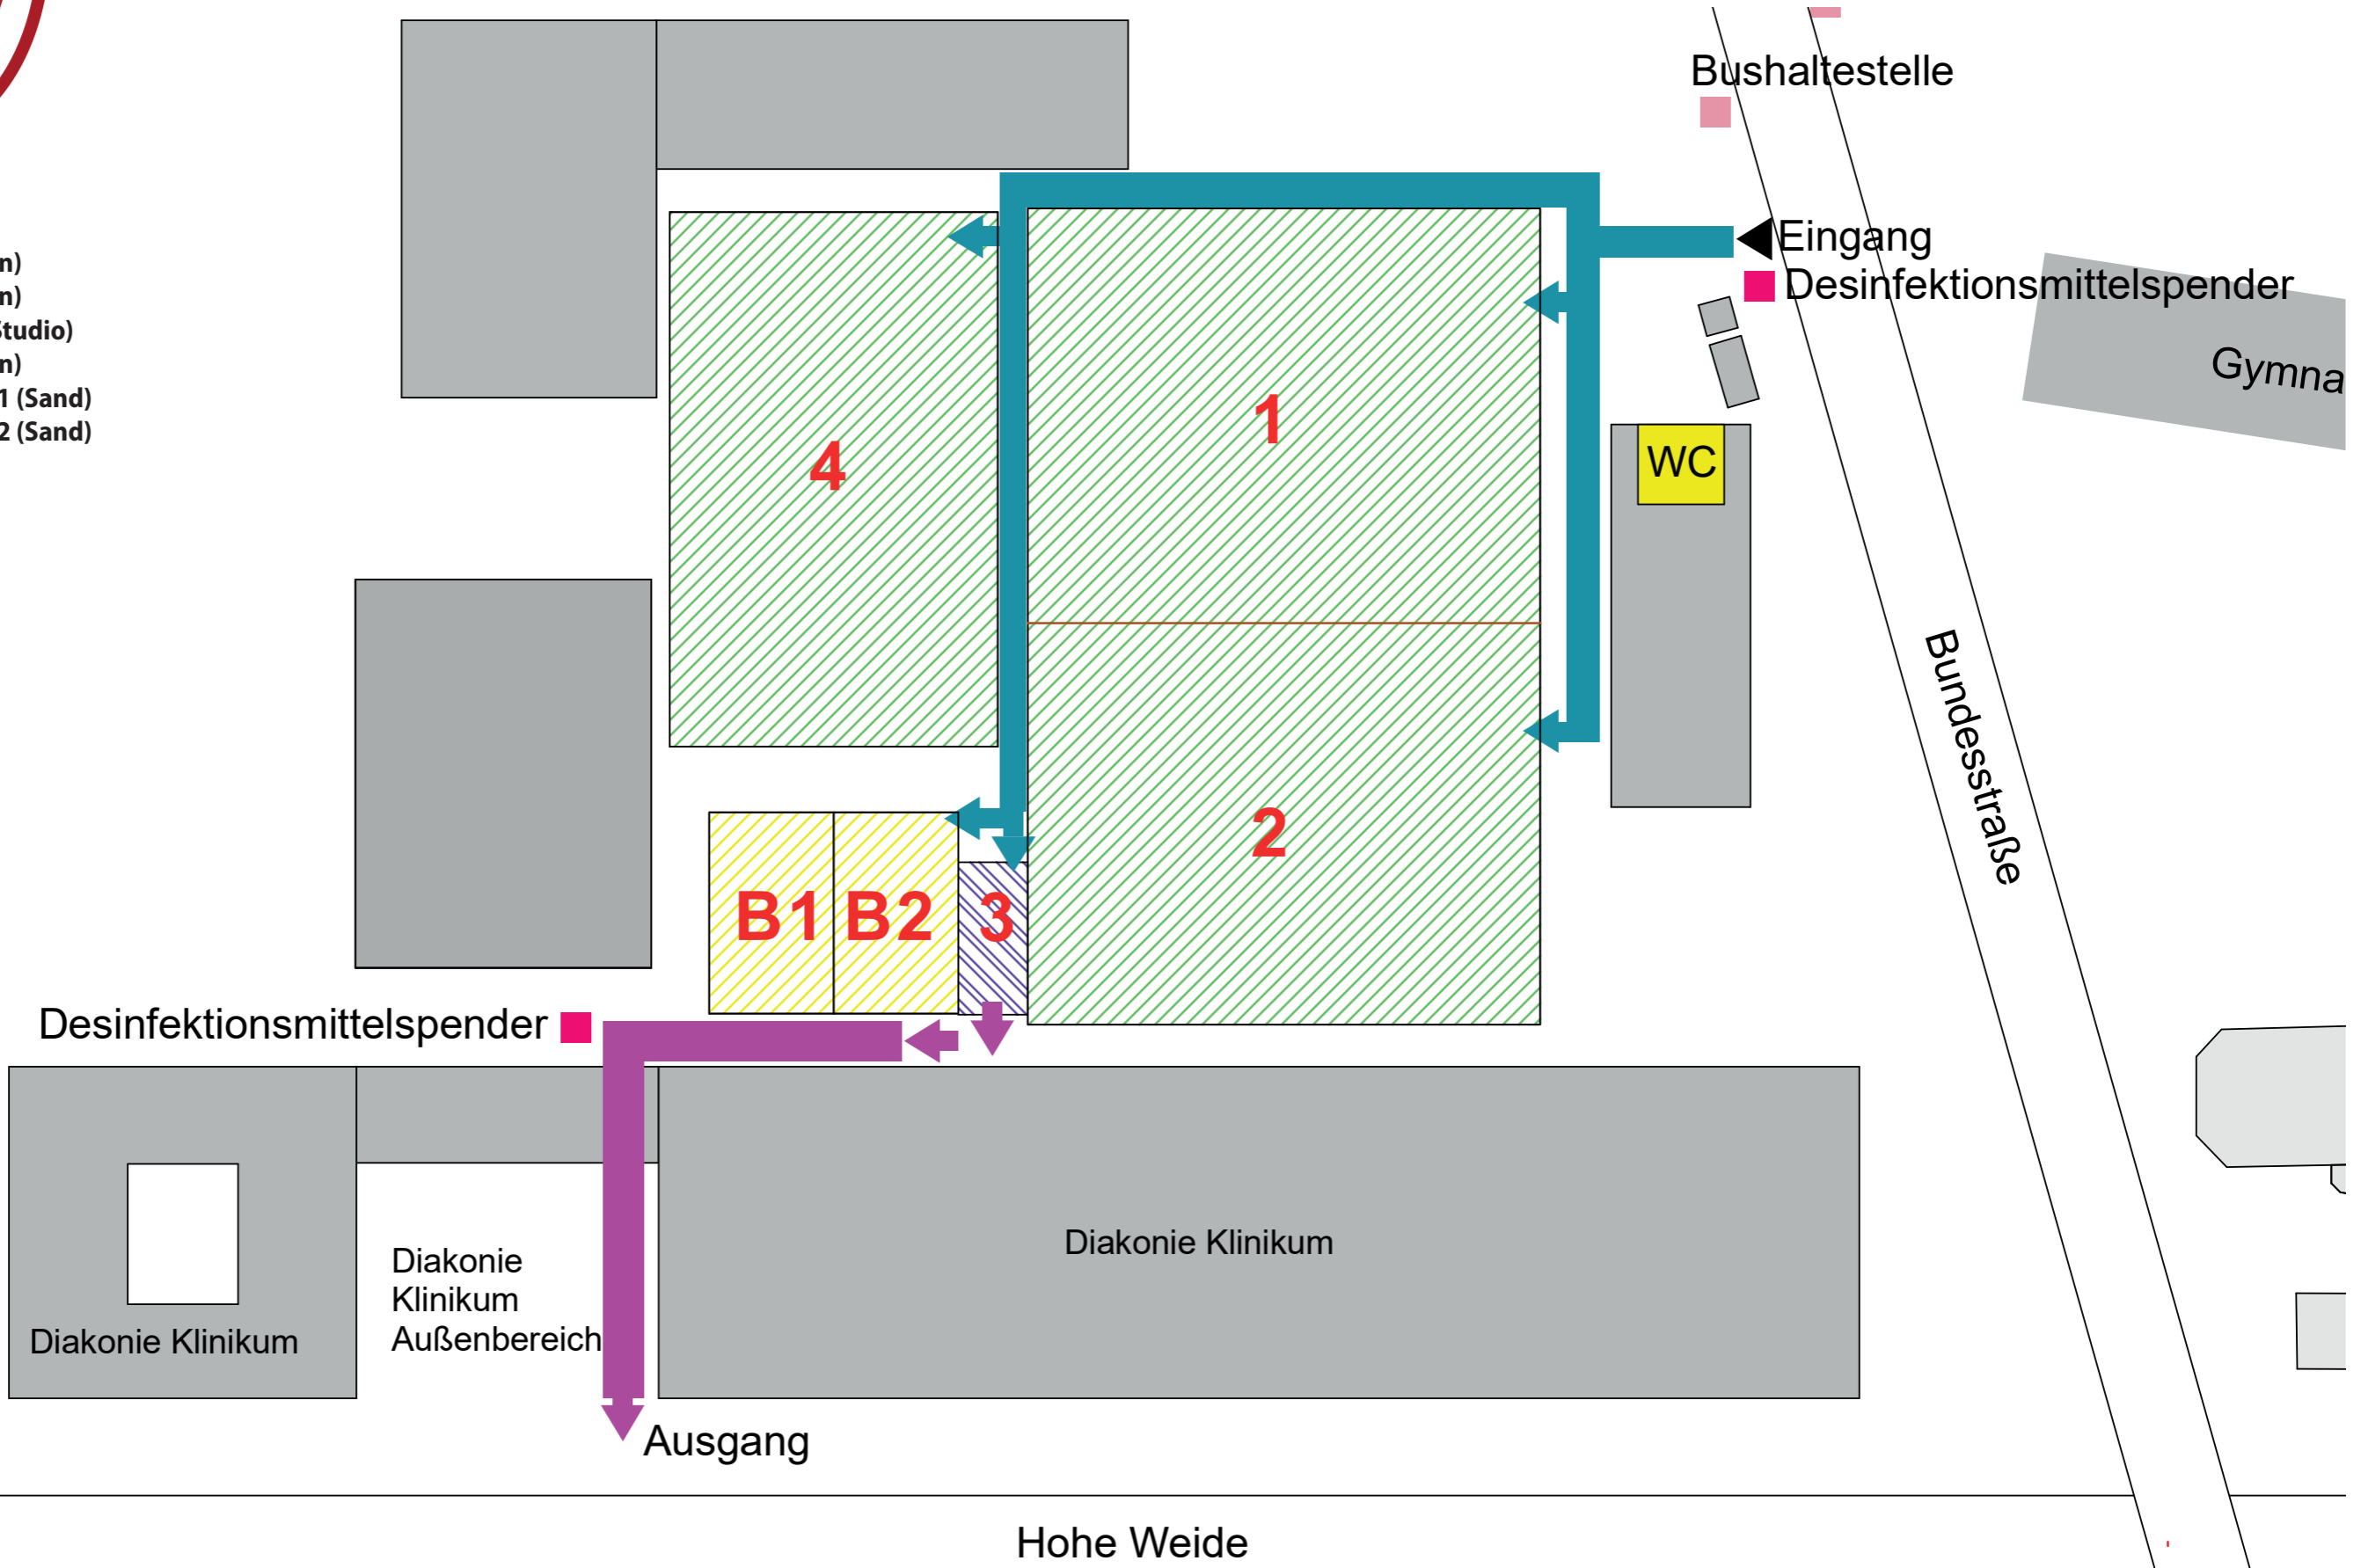 Bushaltestelle
Eingang
Desinfektionsmittelspender
n)
n)
Studio)
n)
1 (Sand)
2 (Sand)
Gymna
1
4
WC
Bundesstraße
2
B1
B2
3
Desinfektionsmittelspender
Diakonie Klinikum
Diakonie
Klinikum
Außenbereich
Diakonie Klinikum
Ausgang
Hohe Weide